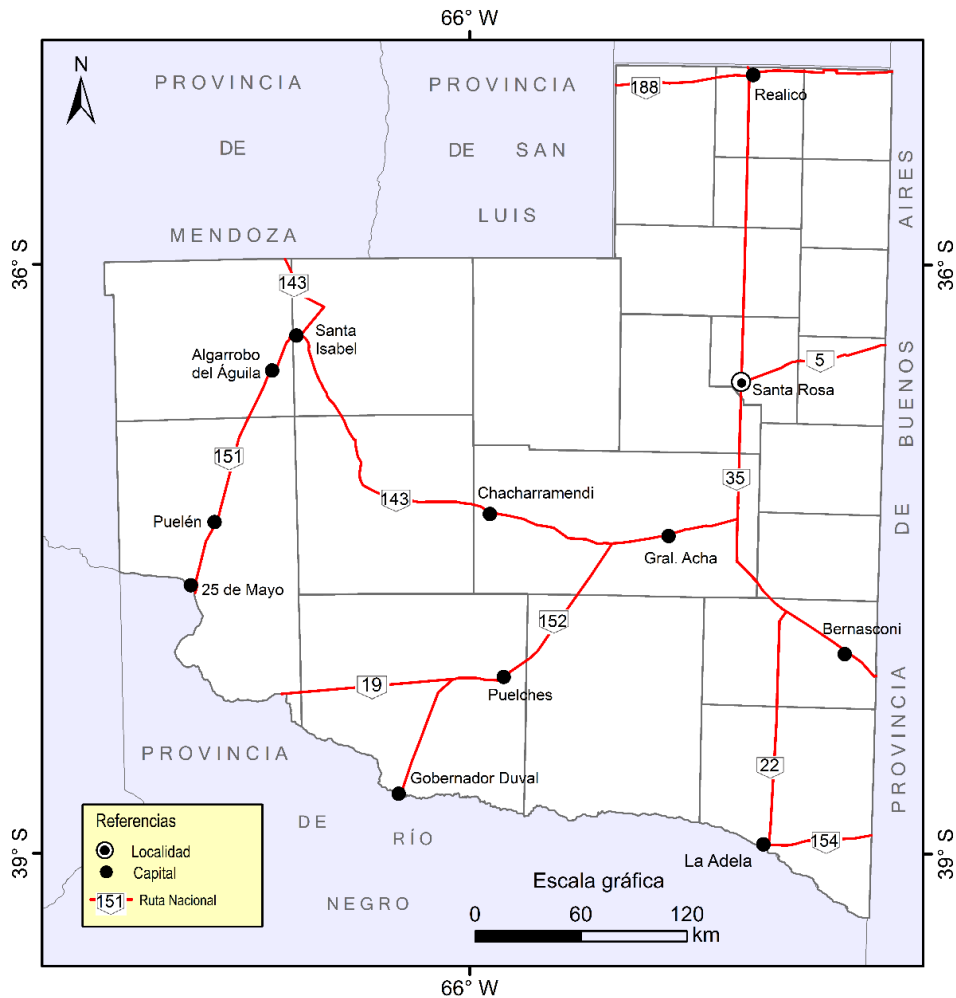 66° W
N
PROVINCIA
DE
MENDOZA
PROVINCIA
DE SAN
LUIS
188
Realicó
36° S
36° S
143
Santa
Isabel
Algarrobo
del Águila
5
Santa Rosa
PROVINCIA DE BUENOS AIRES
151
35
143
Chacharramendi
Puelén
Gral. Acha
25 de Mayo
152
Bernasconi
19
Puelches
22
PROVINCIA
DE RÍO
NEGRO
Gobernador Duval
154
La Adela
39° S
39° S
Referencias
Localidad
Capital
151 Ruta Nacional
Escala gráfica
0 60 120
km
66° W